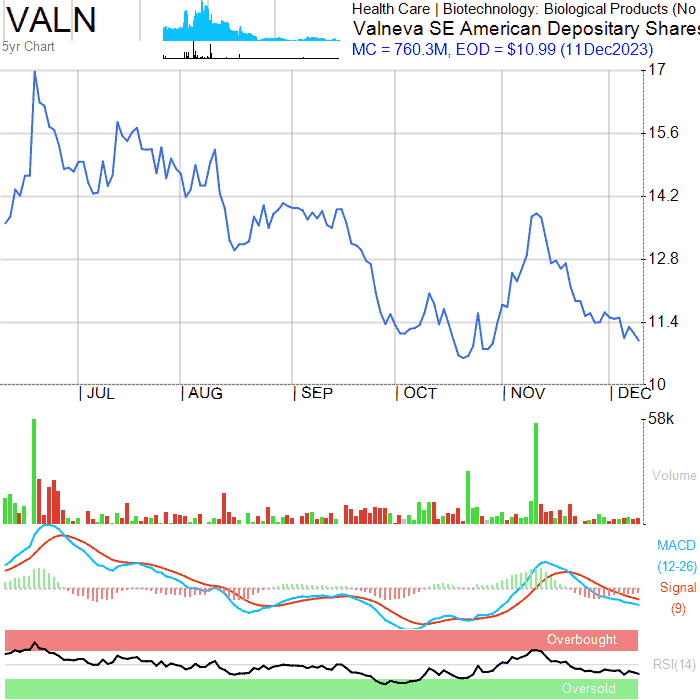 VALN
5yr Chart
Health Care | Biotechnology: Biological Products (No
Valneva SE American Depositary Shares
MC = 760.3M, EOD = $10.99 (11Dec2023)
17
15.6
14.2
12.8
11.4
10
JUL AUG SEP OCT NOV DEC
58k
Volume
MACD
(12-26)
Signal
(9)
Overbought
RSI(14)
Oversold